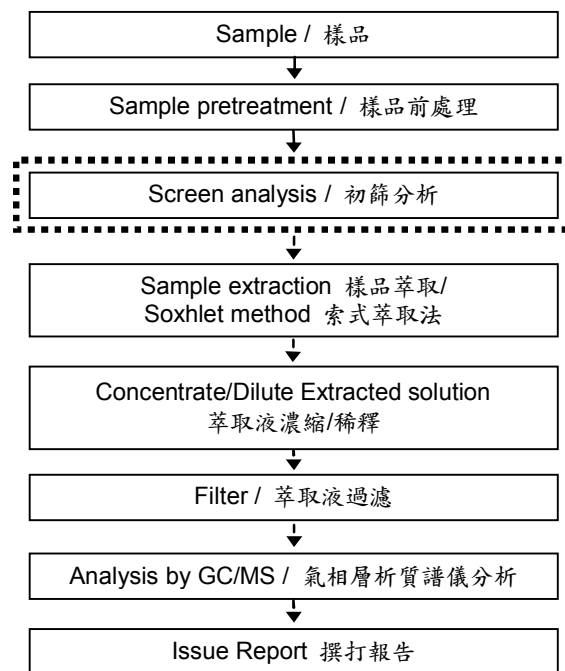 Sample / 樣品
Sample pretreatment / 樣品前處理
Screen analysis / 初篩分析
Sample extraction 樣品萃取/
Soxhlet method 索式萃取法
Concentrate/Dilute Extracted solution
萃取液濃縮/稀釋
Filter / 萃取液過濾
Analysis by GC/MS / 氣相層析質譜儀分析
Issue Report 撰打報告